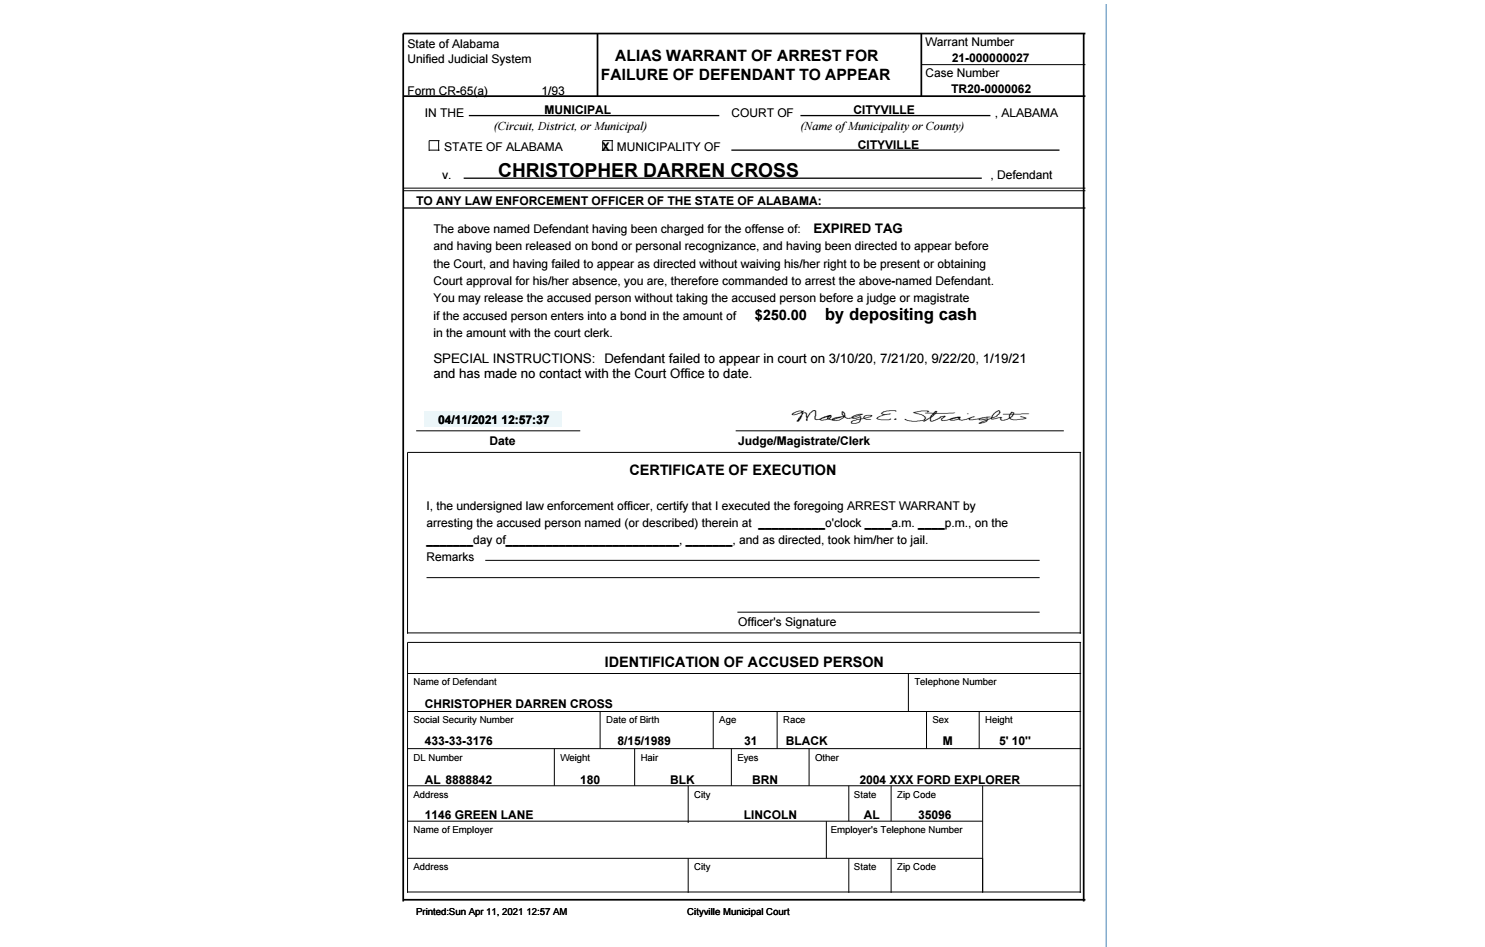 State of Alabama
Unified Judicial System
Form CR-65(a) 1/93
ALIAS WARRANT OF ARREST FOR
FAILURE OF DEFENDANT TO APPEAR
Warrant Number
21-000000027
Case Number
TR20-0000062
IN THE MUNICIPAL COURT OF CITYVILLE , ALABAMA
(Circuit, District, or Municipal) (Name of Municipality or County)
☐ STATE OF ALABAMA ☒ MUNICIPALITY OF CITYVILLE
v. CHRISTOPHER DARREN CROSS , Defendant
TO ANY LAW ENFORCEMENT OFFICER OF THE STATE OF ALABAMA:
The above named Defendant having been charged for the offense of: EXPIRED TAG
and having been released on bond or personal recognizance, and having been directed to appear before
the Court, and having failed to appear as directed without waiving his/her right to be present or obtaining
Court approval for his/her absence, you are, therefore commanded to arrest the above-named Defendant.
You may release the accused person without taking the accused person before a judge or magistrate
if the accused person enters into a bond in the amount of $250.00 by depositing cash
in the amount with the court clerk.
SPECIAL INSTRUCTIONS: Defendant failed to appear in court on 3/10/20, 7/21/20, 9/22/20, 1/19/21
and has made no contact with the Court Office to date.
04/11/2021 12:57:37 Madge E. Straight
Date Judge/Magistrate/Clerk
CERTIFICATE OF EXECUTION
I, the undersigned law enforcement officer, certify that I executed the foregoing ARREST WARRANT by
arresting the accused person named (or described) therein at __________o'clock ____a.m. ____p.m., on the
_______day of__________________________, _______, and as directed, took him/her to jail.
Remarks
Officer's Signature
IDENTIFICATION OF ACCUSED PERSON
Name of Defendant Telephone Number
CHRISTOPHER DARREN CROSS
Social Security Number Date of Birth Age Race Sex Height
433-33-3176 8/15/1989 31 BLACK M 5' 10"
DL Number Weight Hair Eyes Other
AL 8888842 180 BLK BRN 2004 XXX FORD EXPLORER
Address City State Zip Code
1146 GREEN LANE LINCOLN AL 35096
Name of Employer Employer's Telephone Number
Address City State Zip Code
Printed:Sun Apr 11, 2021 12:57 AM Cityville Municipal Court